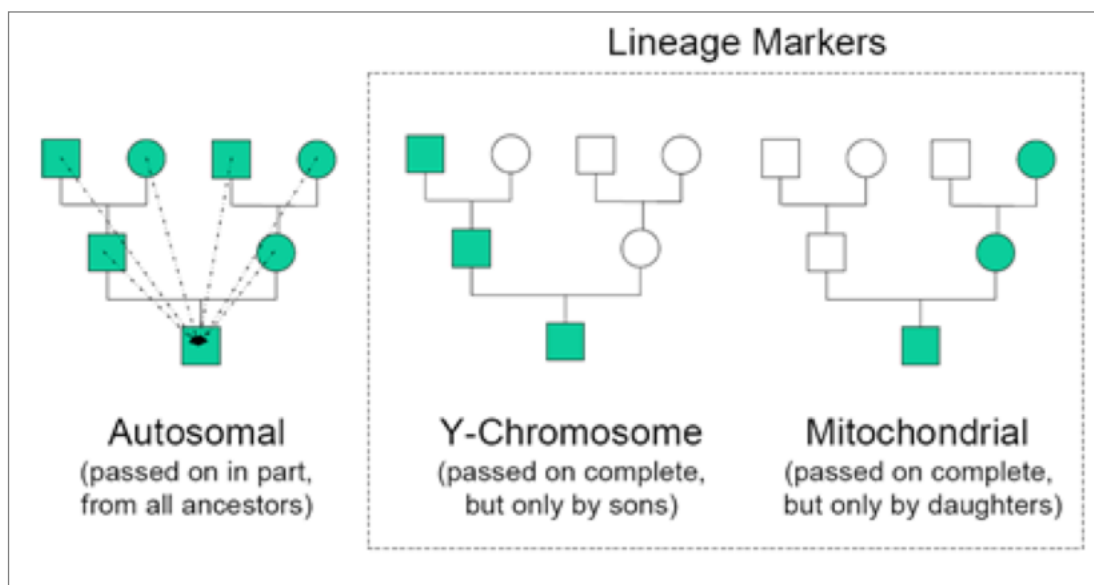 Lineage Markers
Autosomal
(passed on in part,
from all ancestors)
Y-Chromosome
(passed on complete,
but only by sons)
Mitochondrial
(passed on complete,
but only by daughters)